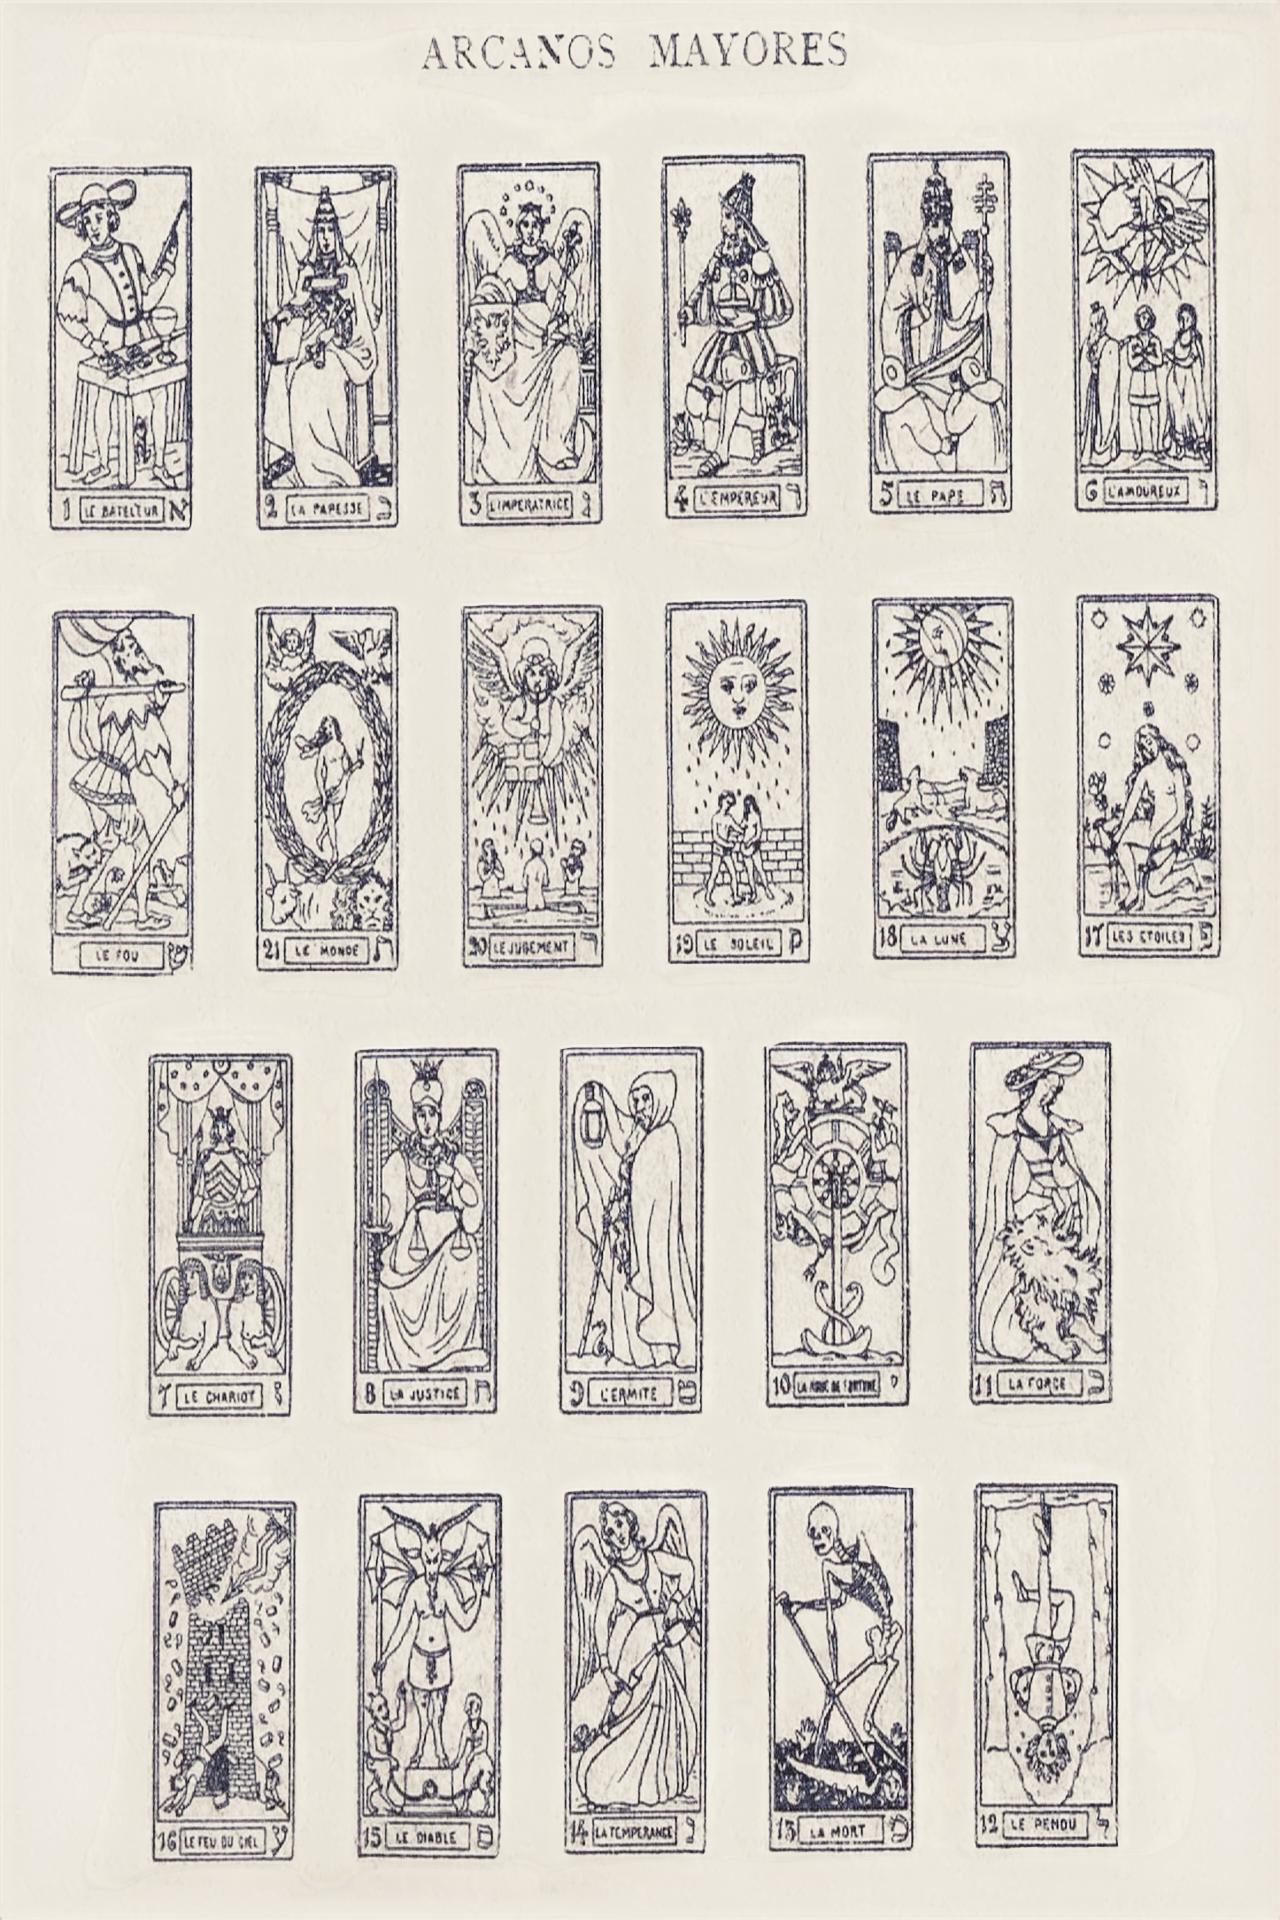 ARCANOS MAYORES
1 LE BATELEUR א
2 LA PAPESSE ב
3 L'IMPERATRICE ג
4 L'EMPEREUR ד
5 LE PAPE ה
6 L'AMOUREUX ו
LE FOU ש
21 LE MONDE ת
20 LE JUGEMENT ר
19 LE SOLEIL ק
18 LA LUNE צ
17 LES ETOILES פ
7 LE CHARIOT ז
8 LA JUSTICE ח
9 L'ERMITE ט
10 LA ROUE DE FORTUNE י
11 LA FORCE כ
16 LE FEU DU CIEL ע
15 LE DIABLE ס
14 LA TEMPERANCE נ
13 LA MORT מ
12 LE PENDU ל